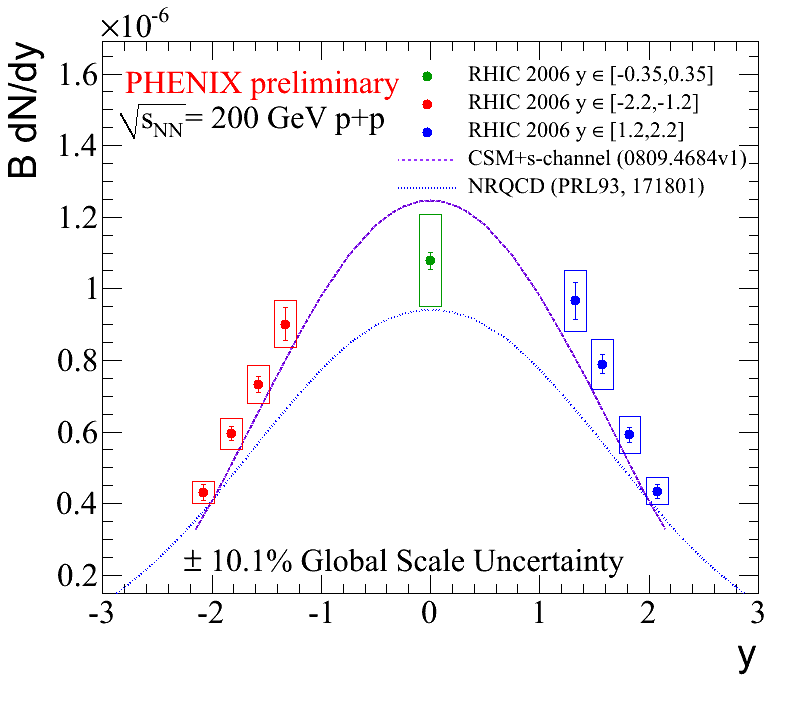 ×10-6
B dN/dy
1.6
1.4
1.2
1
0.8
0.6
0.4
0.2
PHENIX preliminary
√sNN = 200 GeV p+p
RHIC 2006 y ∈ [-0.35,0.35]
RHIC 2006 y ∈ [-2.2,-1.2]
RHIC 2006 y ∈ [1.2,2.2]
CSM+s-channel (0809.4684v1)
NRQCD (PRL93, 171801)
± 10.1% Global Scale Uncertainty
-3 -2 -1 0 1 2 3
y